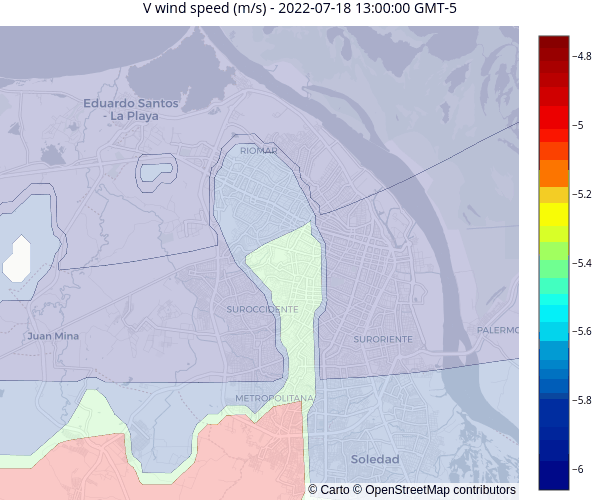 V wind speed (m/s) - 2022-07-18 13:00:00 GMT-5
Eduardo Santos
- La Playa
RIOMAR
SUROCCIDENTE
Juan Mina
SURORIENTE
PALERMO
METROPOLITANA
Soledad
© Carto © OpenStreetMap contributors
−4.8
−5
−5.2
−5.4
−5.6
−5.8
−6